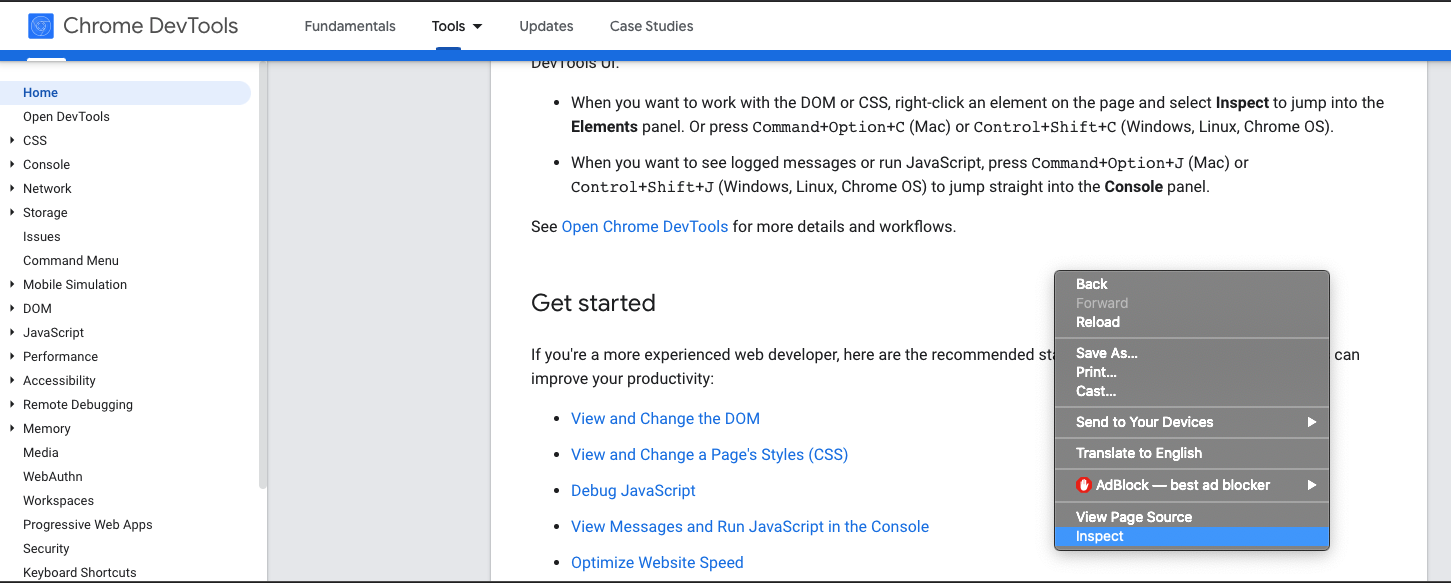 Chrome DevTools
Fundamentals
Tools
Updates
Case Studies
Home
Open DevTools
CSS
Console
Network
Storage
Issues
Command Menu
Mobile Simulation
DOM
JavaScript
Performance
Accessibility
Remote Debugging
Memory
Media
WebAuthn
Workspaces
Progressive Web Apps
Security
Keyboard Shortcuts
DevTools UI.
• When you want to work with the DOM or CSS, right-click an element on the page and select Inspect to jump into the
Elements panel. Or press Command+Option+C (Mac) or Control+Shift+C (Windows, Linux, Chrome OS).
• When you want to see logged messages or run JavaScript, press Command+Option+J (Mac) or
Control+Shift+J (Windows, Linux, Chrome OS) to jump straight into the Console panel.
See Open Chrome DevTools for more details and workflows.
Get started
If you're a more experienced web developer, here are the recommended can
improve your productivity:
• View and Change the DOM
• View and Change a Page's Styles (CSS)
• Debug JavaScript
• View Messages and Run JavaScript in the Console
• Optimize Website Speed
Back
Forward
Reload
Save As...
Print...
Cast...
Send to Your Devices
Translate to English
AdBlock — best ad blocker
View Page Source
Inspect